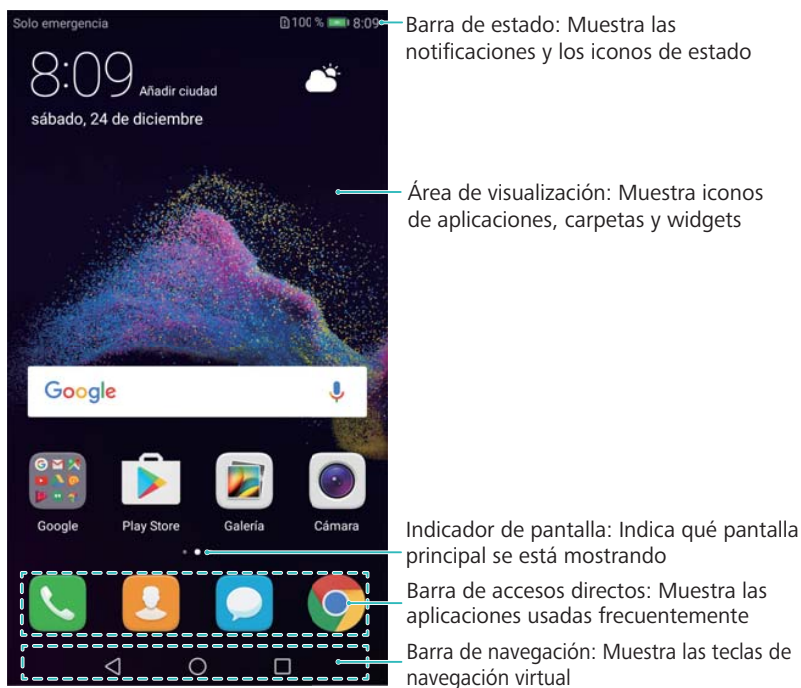 Solo emergencia
100 % 8:09
8:09 Añadir ciudad
sábado, 24 de diciembre
Google
Google
Play Store
Galería
Cámara
Barra de estado: Muestra las
notificaciones y los iconos de estado
Área de visualización: Muestra iconos
de aplicaciones, carpetas y widgets
Indicador de pantalla: Indica qué pantalla
principal se está mostrando
Barra de accesos directos: Muestra las
aplicaciones usadas frecuentemente
Barra de navegación: Muestra las teclas de
navegación virtual